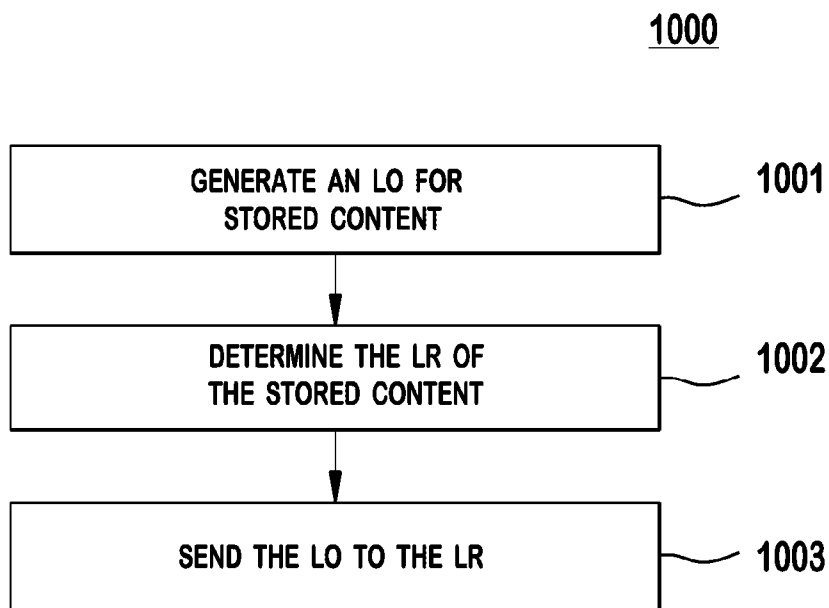 1000
GENERATE AN LO FOR
STORED CONTENT
1001
DETERMINE THE LR OF
THE STORED CONTENT
1002
SEND THE LO TO THE LR
1003